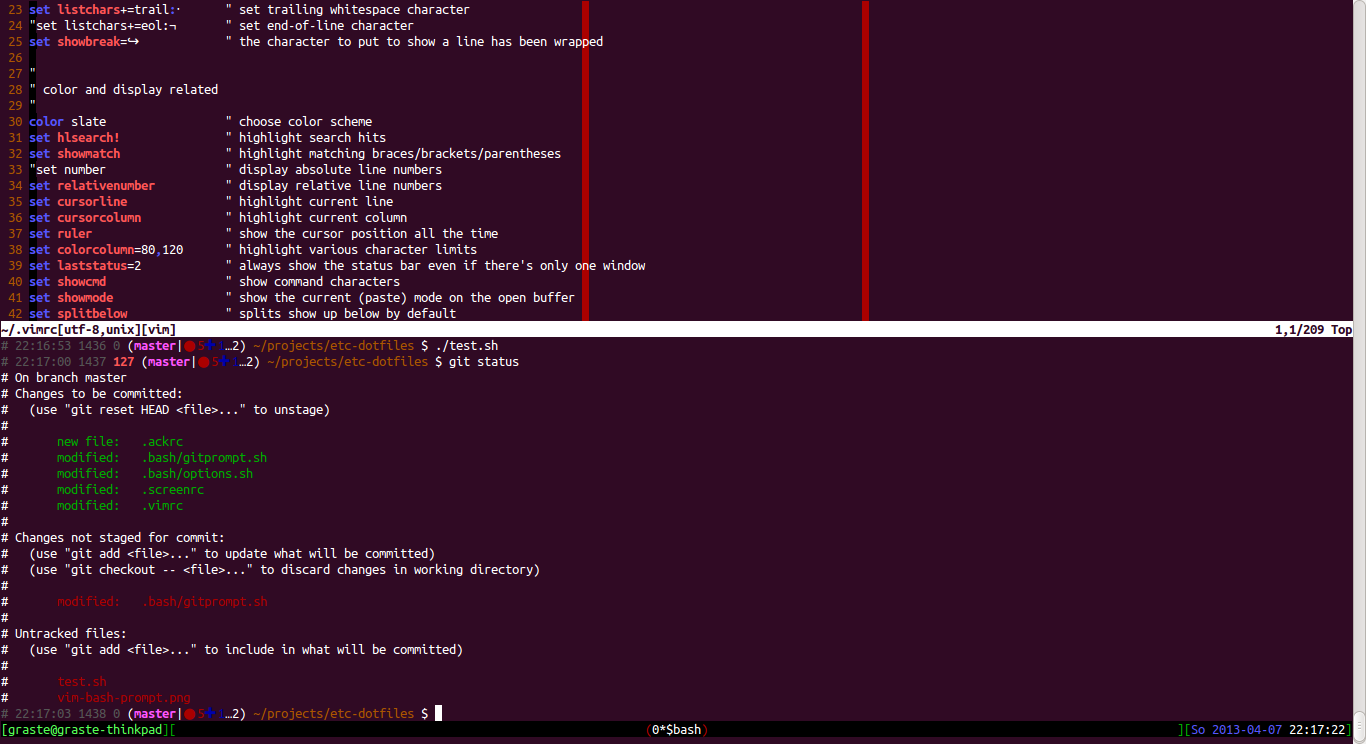 23 set listchars+=trail:·      " set trailing whitespace character
24 "set listchars+=eol:¬       " set end-of-line character
25 set showbreak=↪            " the character to put to show a line has been wrapped
26
27 "
28 " color and display related
29 "
30 color slate                 " choose color scheme
31 set hlsearch!               " highlight search hits
32 set showmatch               " highlight matching braces/brackets/parentheses
33 "set number                 " display absolute line numbers
34 set relativenumber          " display relative line numbers
35 set cursorline              " highlight current line
36 set cursorcolumn            " highlight current column
37 set ruler                   " show the cursor position all the time
38 set colorcolumn=80,120      " highlight various character limits
39 set laststatus=2            " always show the status bar even if there's only one window
40 set showcmd                 " show command characters
41 set showmode                " show the current (paste) mode on the open buffer
42 set splitbelow              " splits show up below by default
~/.vimrc[utf-8,unix][vim] 1,1/209 Top
# 22:16:53 1436 0 (master|●5✚1…2) ~/projects/etc-dotfiles $ ./test.sh
# 22:17:00 1437 127 (master|●5✚1…2) ~/projects/etc-dotfiles $ git status
# On branch master
# Changes to be committed:
#   (use "git reset HEAD <file>..." to unstage)
#
#       new file:   .ackrc
#       modified:   .bash/gitprompt.sh
#       modified:   .bash/options.sh
#       modified:   .screenrc
#       modified:   .vimrc
#
# Changes not staged for commit:
#   (use "git add <file>..." to update what will be committed)
#   (use "git checkout -- <file>..." to discard changes in working directory)
#
#       modified:   .bash/gitprompt.sh
#
# Untracked files:
#   (use "git add <file>..." to include in what will be committed)
#
#       test.sh
#       vim-bash-prompt.png
# 22:17:03 1438 0 (master|●5✚1…2) ~/projects/etc-dotfiles $
[graste@graste-thinkpad][ (0*$bash) ][So 2013-04-07 22:17:22]